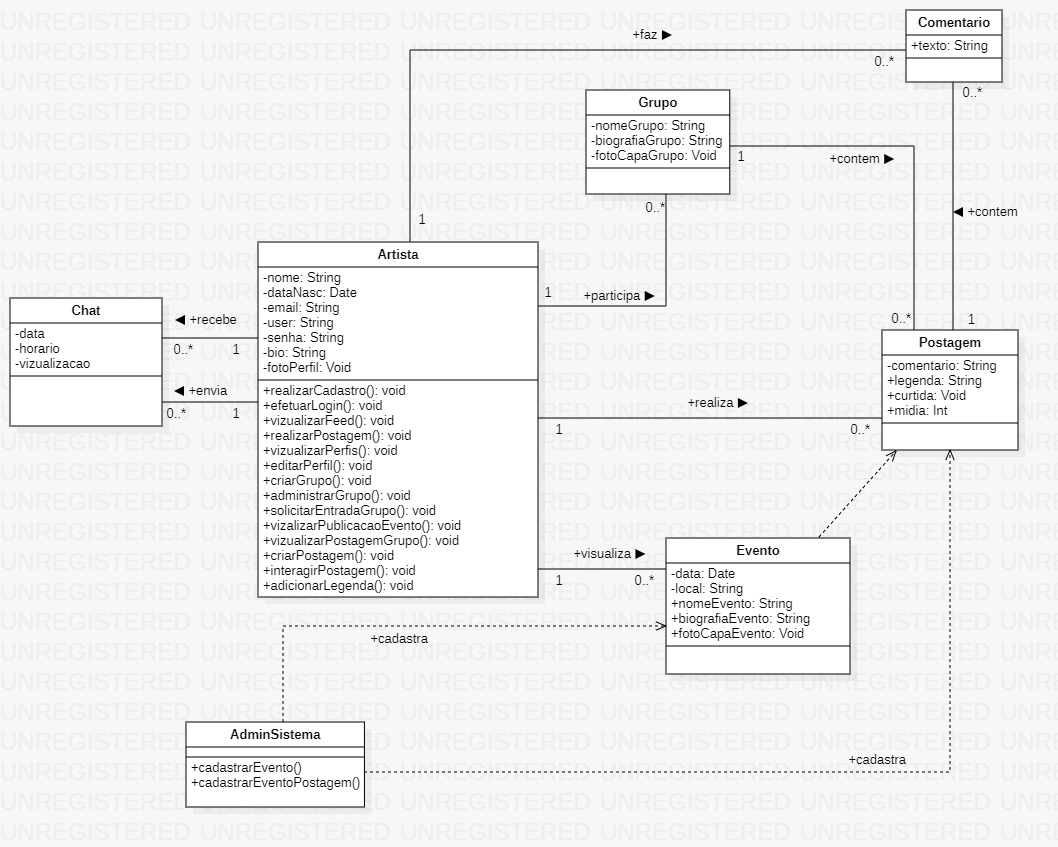 +faz ►
Comentario
+texto: String
0..*
0..*
Grupo
-nomeGrupo: String
-biografiaGrupo: String
-fotoCapaGrupo: Void
1
+contem ►
0..*
◄ +contem
1
Artista
-nome: String
-dataNasc: Date
-email: String
-user: String
-senha: String
-bio: String
-fotoPerfil: Void
+realizarCadastro(): void
+efetuarLogin(): void
+vizualizarFeed(): void
+realizarPostagem(): void
+vizualizarPerfis(): void
+editarPerfil(): void
+criarGrupo(): void
+administrarGrupo(): void
+solicitarEntradaGrupo(): void
+vizalizarPublicacaoEvento(): void
+vizualizarPostagemGrupo(): void
+criarPostagem(): void
+interagirPostagem(): void
+adicionarLegenda(): void
1
+participa ►
Chat
-data
-horario
-vizualizacao
◄ +recebe
0..*
1
◄ +envia
0..*
1
0..*
1
Postagem
-comentario: String
+legenda: String
+curtida: Void
+midia: Int
+realiza ►
1
0..*
+visualiza ►
1
0..*
Evento
-data: Date
-local: String
+nomeEvento: String
+biografiaEvento: String
+fotoCapaEvento: Void
+cadastra
AdminSistema
+cadastrarEvento()
+cadastrarEventoPostagem()
+cadastra
UNREGISTERED